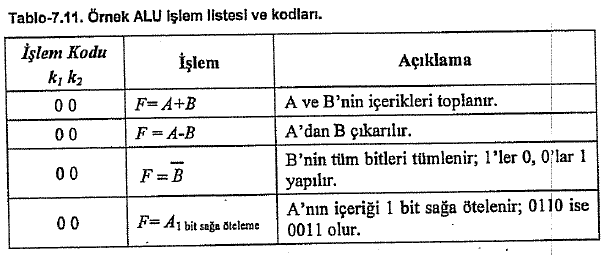 Tablo-7.11. Örnek ALU işlem listesi ve kodları.
İşlem Kodu
k₁ k₂
İşlem
Açıklama
0 0
F=A+B
A ve B'nin içerikleri toplanır.
0 0
F = A-B
A'dan B çıkarılır.
0 0
F = B̅
B'nin tüm bitleri tümlenir; 1'ler 0, 0'lar 1
yapılır.
0 0
F= A₁ bit sağa öteleme
A'nın içeriği 1 bit sağa ötelenir; 0110 ise
0011 olur.